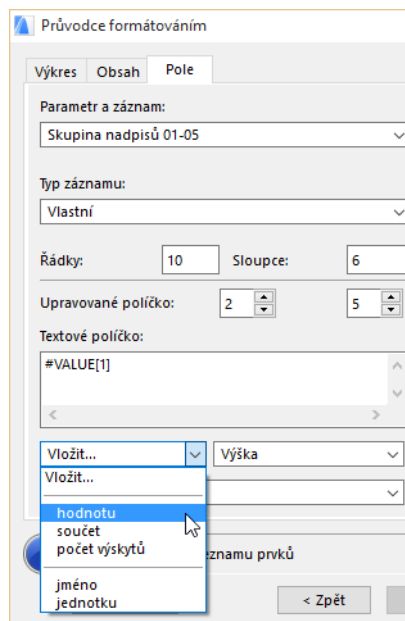 Průvodce formátováním
Výkres Obsah Pole
Parametr a záznam:
Skupina nadpisů 01-05
Typ záznamu:
Vlastní
Řádky: 10 Sloupce: 6
Upravované políčko: 2 5
Textové políčko:
#VALUE[1]
Vložit... Výška
Vložit...
hodnotu
součet
počet výskytů
eznamu prvků
jméno
jednotku
< Zpět